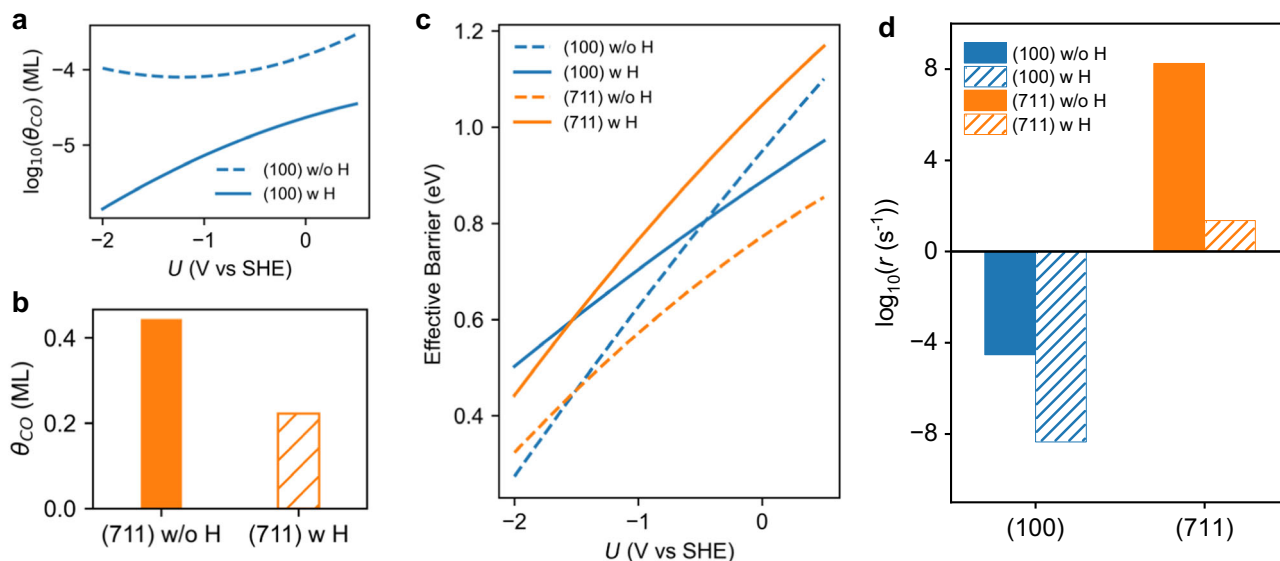 a
log₁₀(θCO) (ML)
−4
−5
(100) w/o H
(100) w H
−2
−1
0
U (V vs SHE)
b
θCO (ML)
0.4
0.2
0.0
(711) w/o H
(711) w H
c
Effective Barrier (eV)
1.2
1.0
0.8
0.6
0.4
(100) w/o H
(100) w H
(711) w/o H
(711) w H
−2
−1
0
U (V vs SHE)
d
log₁₀(r (s⁻¹))
8
4
0
−4
−8
(100) w/o H
(100) w H
(711) w/o H
(711) w H
(100)
(711)